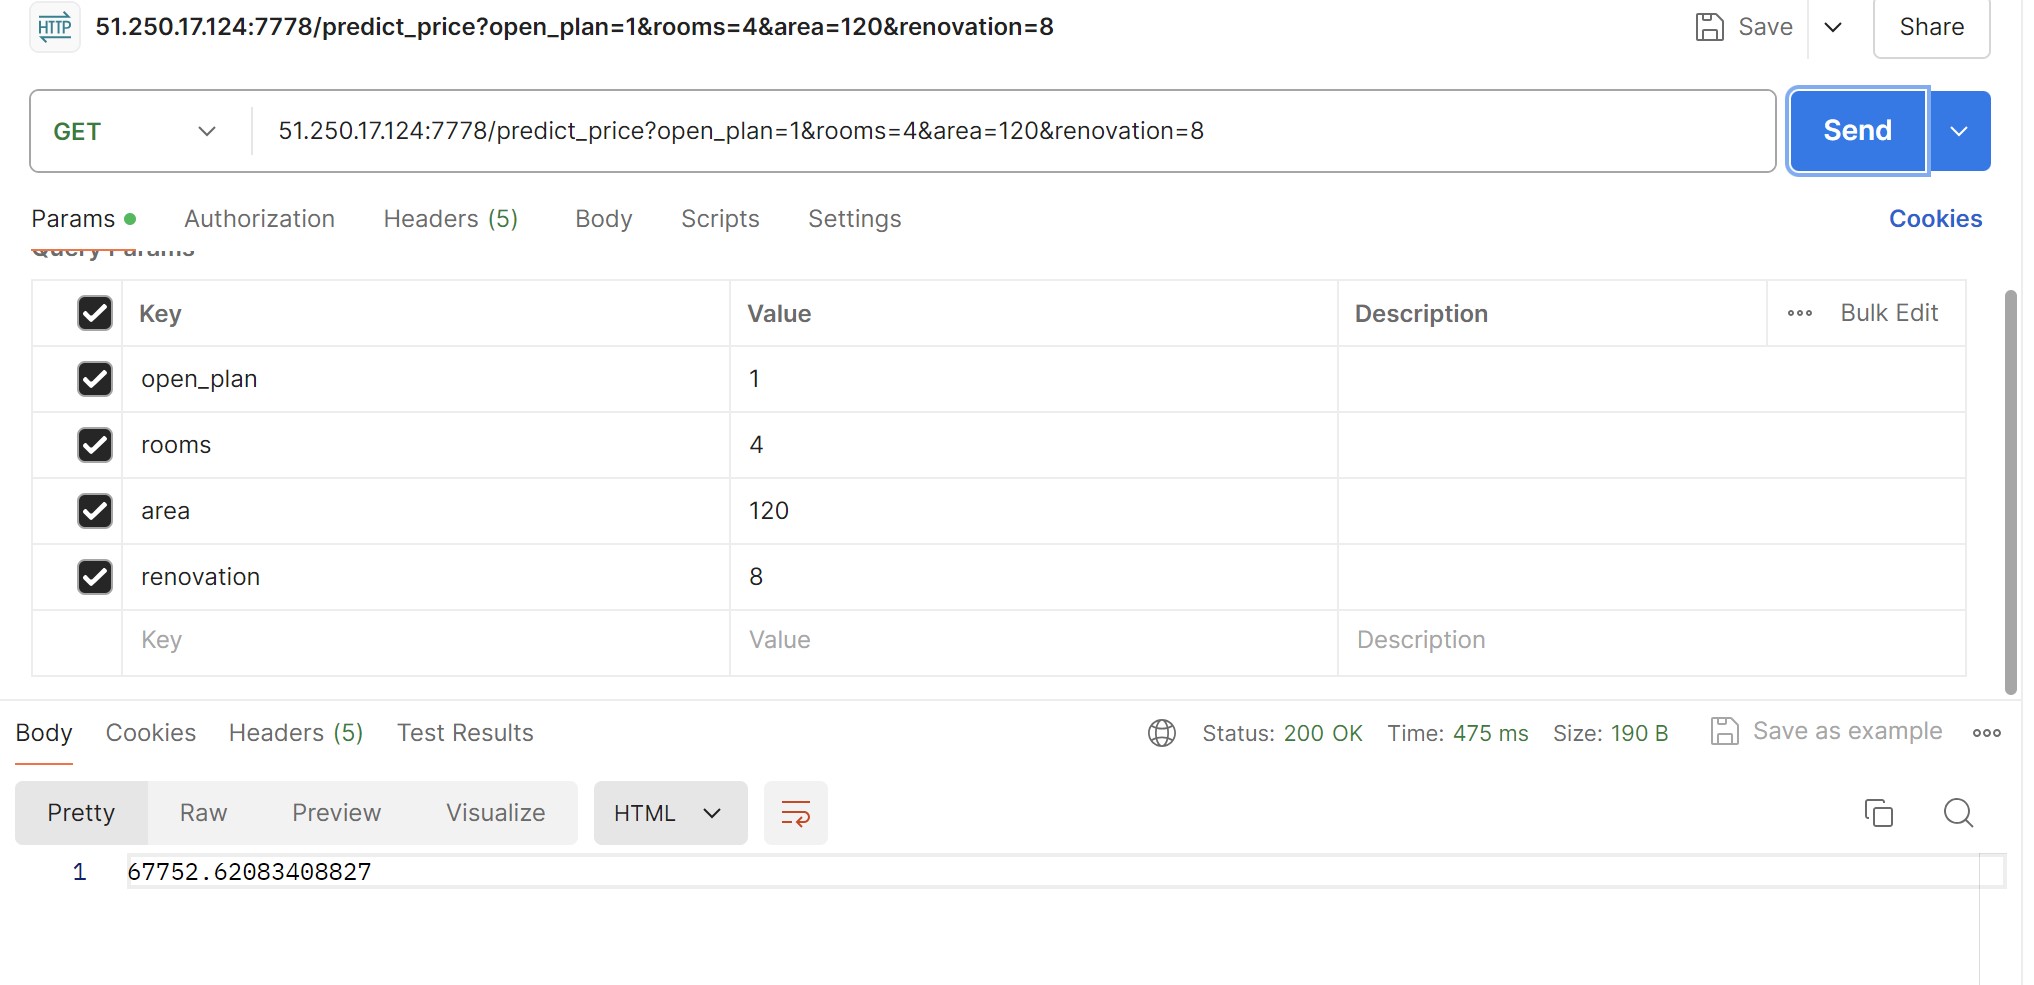 HTTP 51.250.17.124:7778/predict_price?open_plan=1&rooms=4&area=120&renovation=8 Save Share
GET 51.250.17.124:7778/predict_price?open_plan=1&rooms=4&area=120&renovation=8 Send
Params Authorization Headers (5) Body Scripts Settings Cookies
Query Params
Key Value Description Bulk Edit
open_plan 1
rooms 4
area 120
renovation 8
Key Value Description
Body Cookies Headers (5) Test Results Status: 200 OK Time: 475 ms Size: 190 B Save as example
Pretty Raw Preview Visualize HTML
1 67752.62083408827